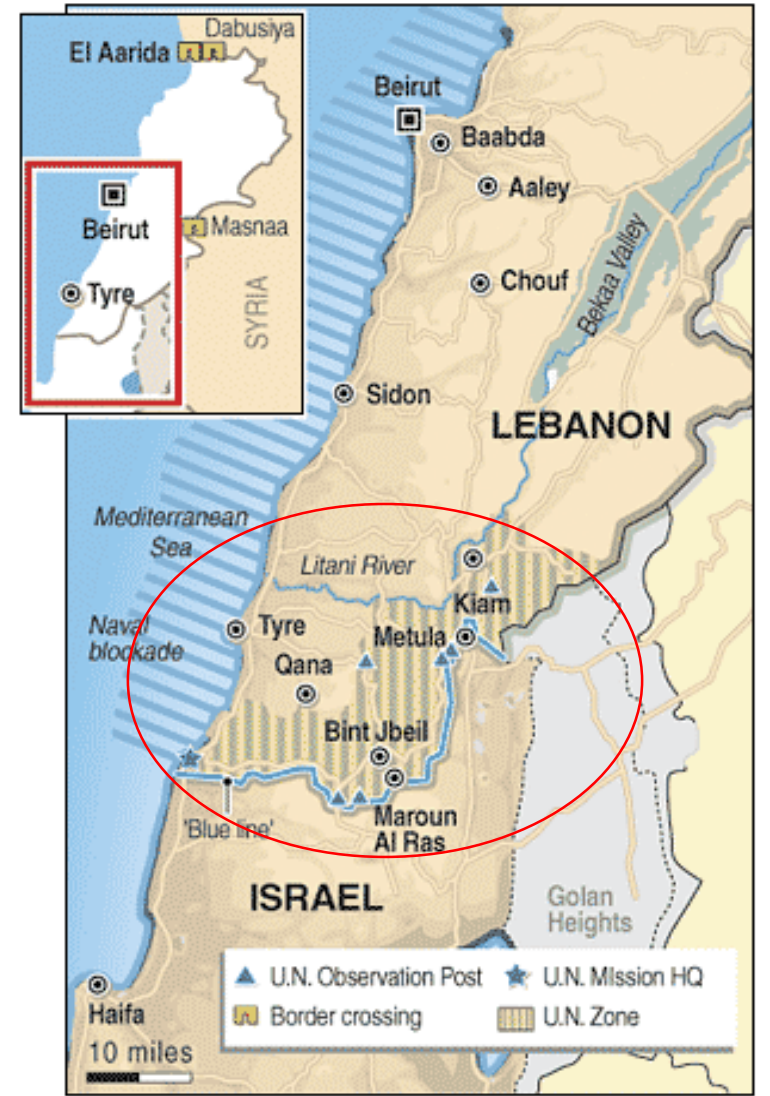 Dabusiya
El Aarida
Beirut
Masnaa
Tyre
SYRIA
Beirut
Baabda
Aaley
Chouf
Bekaa Valley
Sidon
LEBANON
Mediterranean
Sea
Litani River
Kiam
Naval
blockade
Tyre
Metula
Qana
Bint Jbeil
'Blue line'
Maroun
Al Ras
ISRAEL
Golan
Heights
U.N. Observation Post
U.N. Mission HQ
Border crossing
U.N. Zone
Haifa
10 miles